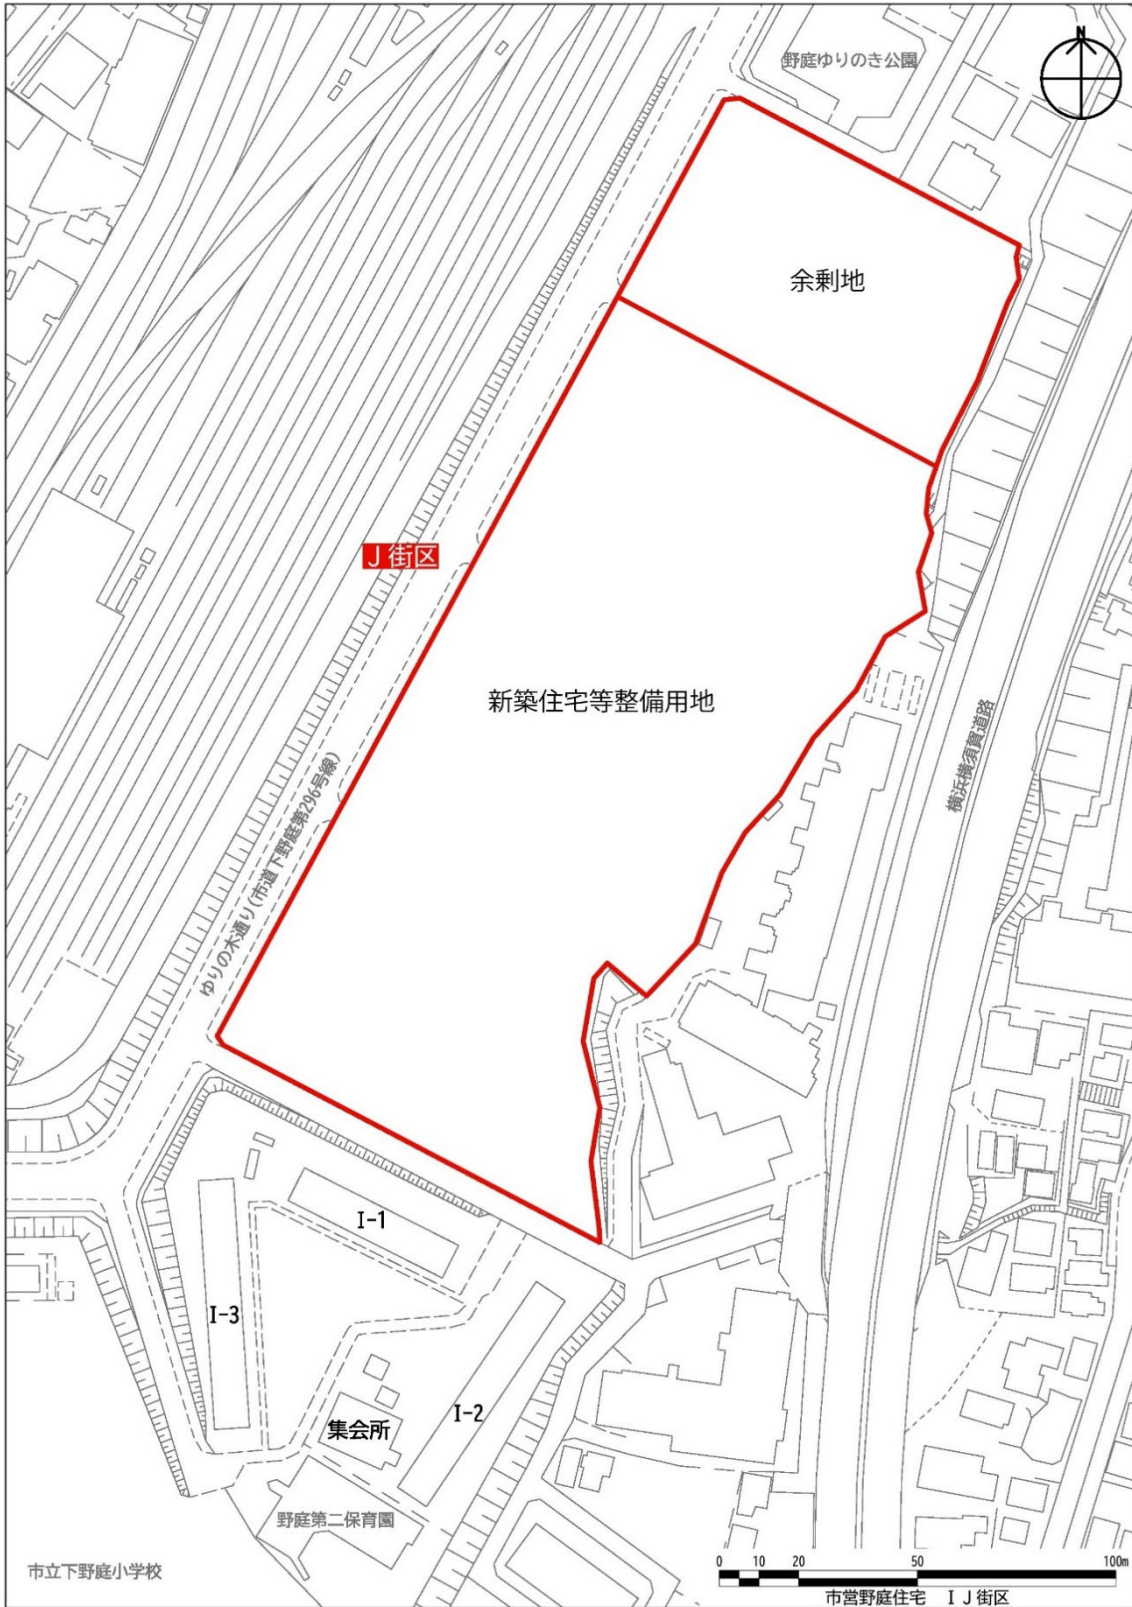 野庭ゆりのき公園
N
余剰地
J 街区
新築住宅等整備用地
横浜横須賀道路
ゆりの木通り(市道下野庭第296号線)
I-1
I-3
I-2
集会所
野庭第二保育園
市立下野庭小学校
0 10 20 50 100m
市営野庭住宅 I J 街区